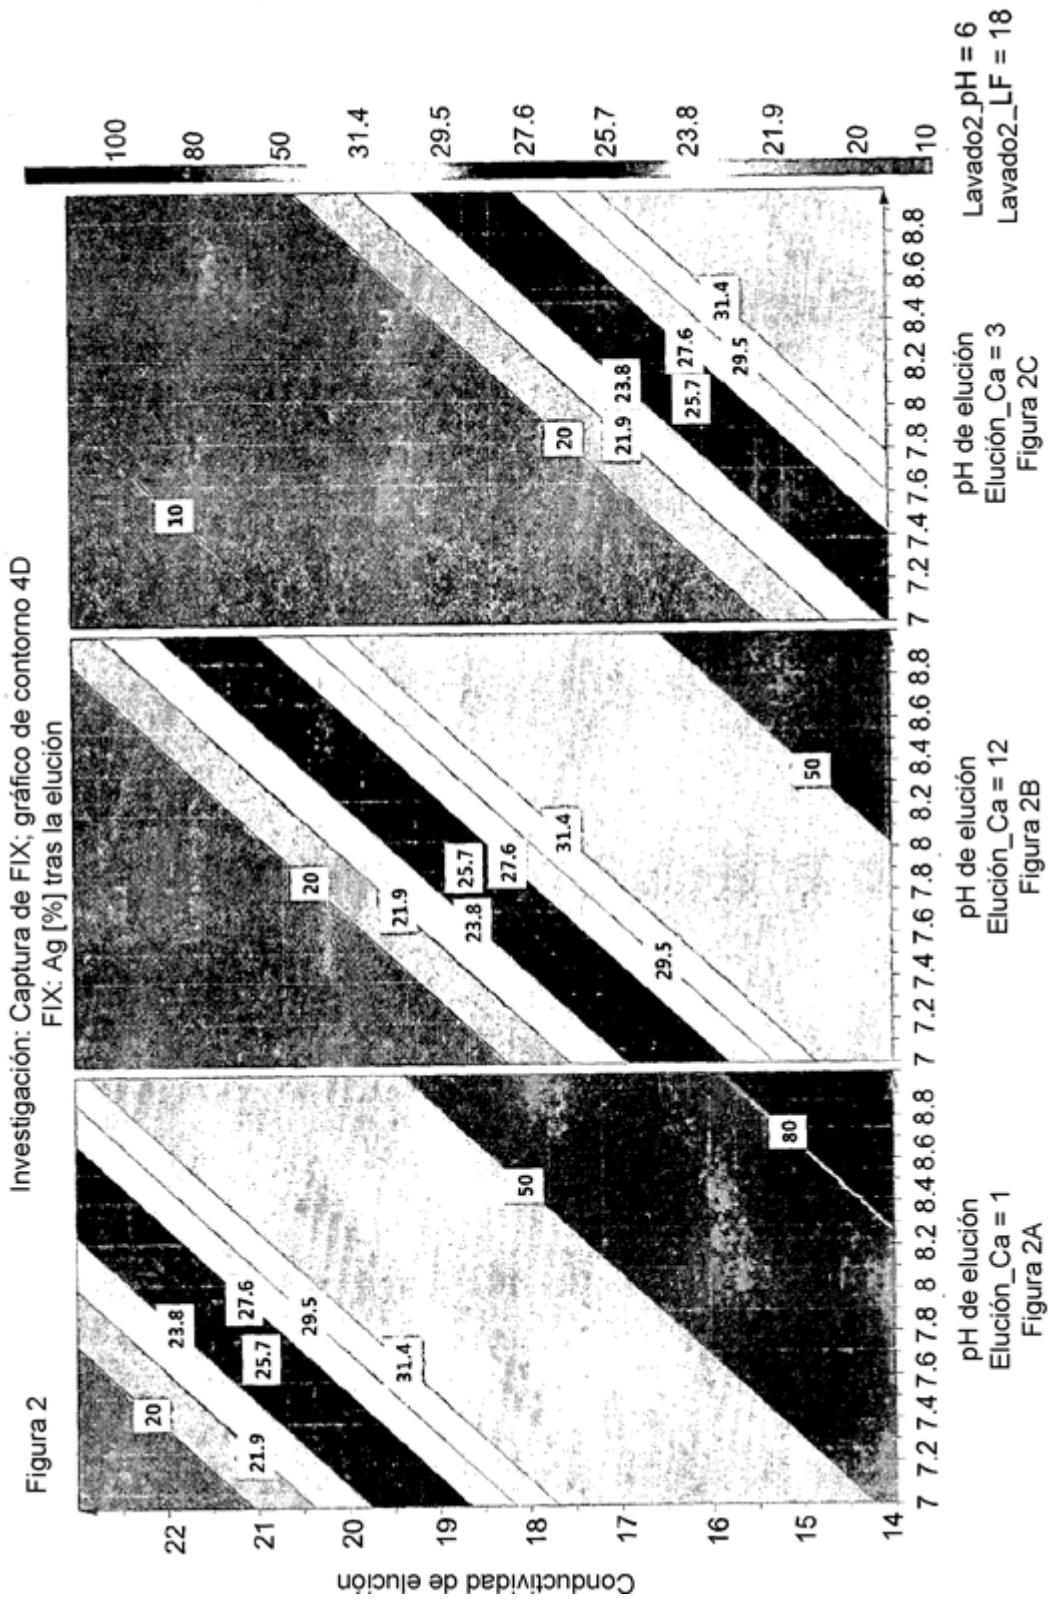 Figura 2
Investigación: Captura de FIX; gráfico de contorno 4D
FIX: Ag [%] tras la elución
Conductividad de elución
22
21
20
19
18
17
16
15
14
20
21.9
23.8
25.7
27.6
29.5
31.4
50
80
7 7.2 7.4 7.6 7.8 8 8.2 8.4 8.6 8.8
pH de elución
Elución_Ca = 1
Figura 2A
20
21.9
23.8
25.7
27.6
29.5
31.4
50
7 7.2 7.4 7.6 7.8 8 8.2 8.4 8.6 8.8
pH de elución
Elución_Ca = 12
Figura 2B
10
20
21.9
23.8
25.7
27.6
29.5
31.4
7 7.2 7.4 7.6 7.8 8 8.2 8.4 8.6 8.8
pH de elución
Elución_Ca = 3
Figura 2C
100
80
50
31.4
29.5
27.6
25.7
23.8
21.9
20
10
Lavado2_pH = 6
Lavado2_LF = 18